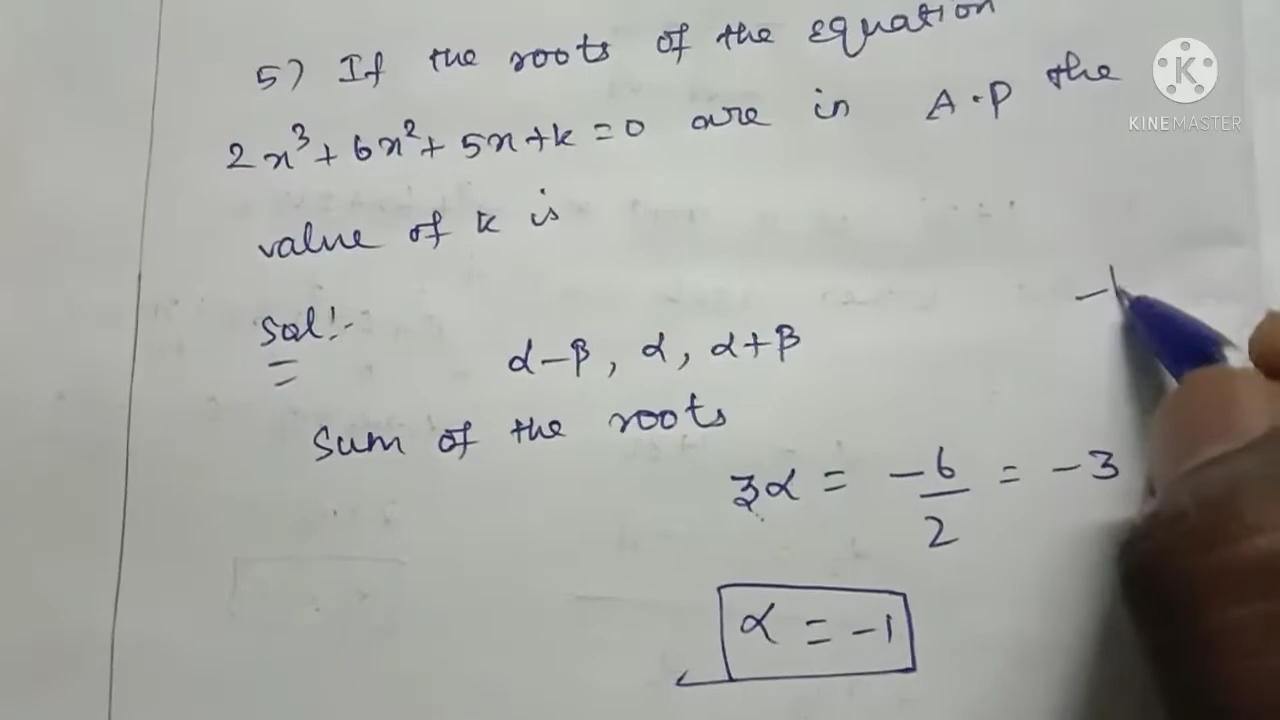 5) If the roots of the equation
2x³+6x²+5x+k=0 are in A.P the
value of k is
Sol:-
α-β, α, α+β
Sum of the roots
3α = -6/2 = -3
α = -1
-1
K
KINEMASTER